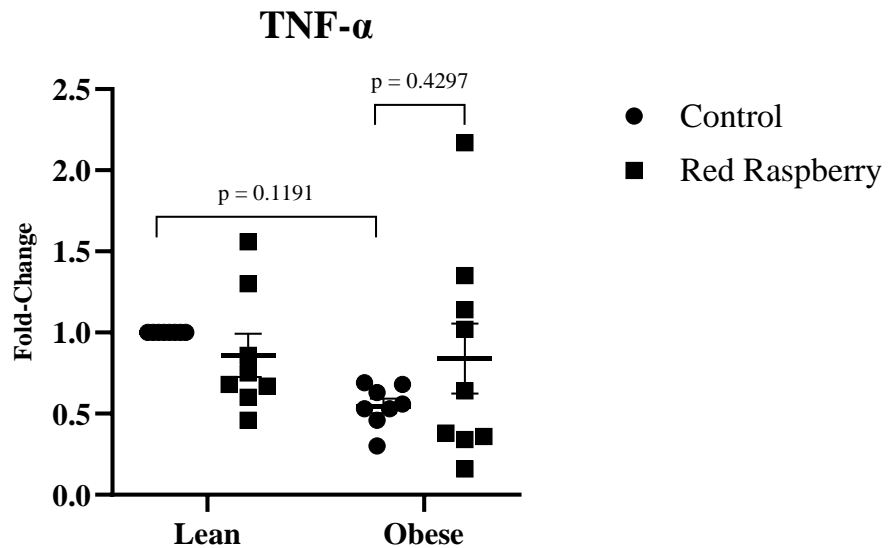 TNF-α
p = 0.4297
p = 0.1191
Fold-Change
2.5
2.0
1.5
1.0
0.5
0.0
Lean
Obese
Control
Red Raspberry